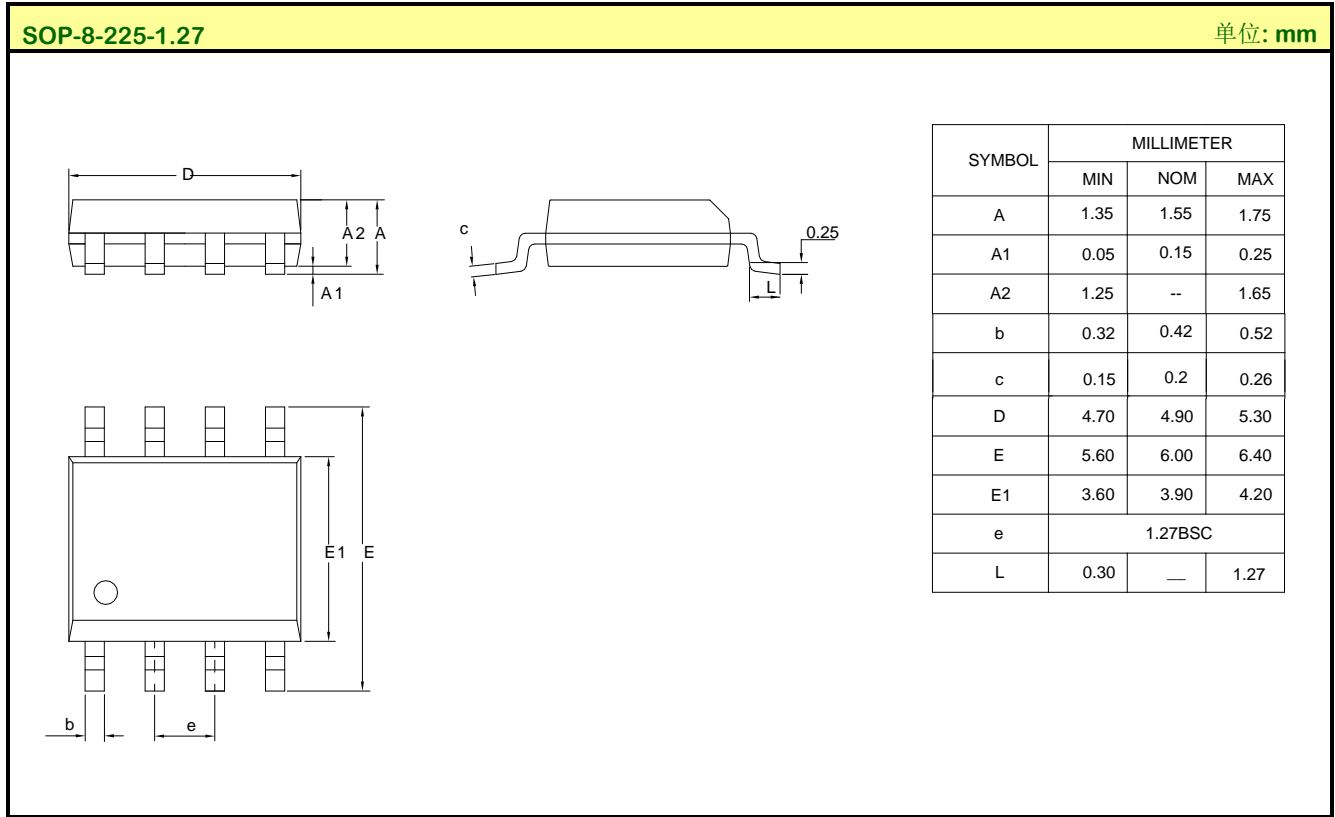 SOP-8-225-1.27 单位: mm
D
A2 A
A1
c
0.25
L
E1 E
b
e
SYMBOL MILLIMETER
MIN NOM MAX
A 1.35 1.55 1.75
A1 0.05 0.15 0.25
A2 1.25 -- 1.65
b 0.32 0.42 0.52
c 0.15 0.2 0.26
D 4.70 4.90 5.30
E 5.60 6.00 6.40
E1 3.60 3.90 4.20
e 1.27BSC
L 0.30 __ 1.27